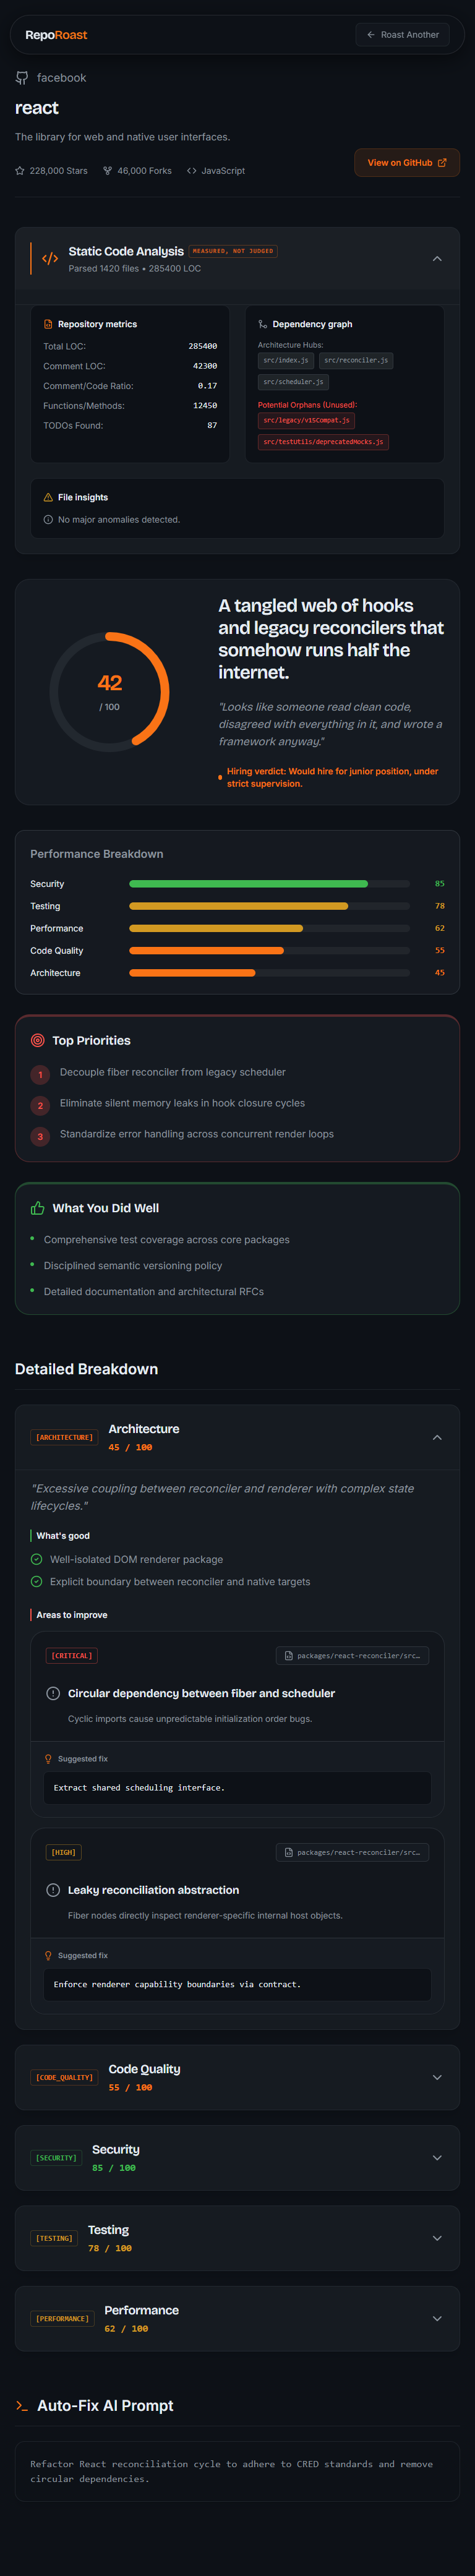 RepoRoast
Roast Another
facebook
react
The library for web and native user interfaces.
228,000 Stars
46,000 Forks
JavaScript
View on GitHub
Static Code Analysis
MEASURED, NOT JUDGED
Parsed 1420 files • 285400 LOC
Repository metrics
Total LOC: 285400
Comment LOC: 42300
Comment/Code Ratio: 0.17
Functions/Methods: 12450
TODOs Found: 87
Dependency graph
Architecture Hubs:
src/index.js
src/reconciler.js
src/scheduler.js
Potential Orphans (Unused):
src/legacy/v15Compat.js
src/testUtils/deprecatedMocks.js
File insights
No major anomalies detected.
42
/ 100
A tangled web of hooks
and legacy reconcilers that
somehow runs half the
internet.
"Looks like someone read clean code,
disagreed with everything in it, and wrote a
framework anyway."
Hiring verdict: Would hire for junior position, under
strict supervision.
Performance Breakdown
Security 85
Testing 78
Performance 62
Code Quality 55
Architecture 45
Top Priorities
1 Decouple fiber reconciler from legacy scheduler
2 Eliminate silent memory leaks in hook closure cycles
3 Standardize error handling across concurrent render loops
What You Did Well
• Comprehensive test coverage across core packages
• Disciplined semantic versioning policy
• Detailed documentation and architectural RFCs
Detailed Breakdown
[ARCHITECTURE]
Architecture
45 / 100
"Excessive coupling between reconciler and renderer with complex state
lifecycles."
What's good
Well-isolated DOM renderer package
Explicit boundary between reconciler and native targets
Areas to improve
[CRITICAL]
packages/react-reconciler/src…
Circular dependency between fiber and scheduler
Cyclic imports cause unpredictable initialization order bugs.
Suggested fix
Extract shared scheduling interface.
[HIGH]
packages/react-reconciler/src…
Leaky reconciliation abstraction
Fiber nodes directly inspect renderer-specific internal host objects.
Suggested fix
Enforce renderer capability boundaries via contract.
[CODE_QUALITY]
Code Quality
55 / 100
[SECURITY]
Security
85 / 100
[TESTING]
Testing
78 / 100
[PERFORMANCE]
Performance
62 / 100
Auto-Fix AI Prompt
Refactor React reconciliation cycle to adhere to CRED standards and remove
circular dependencies.